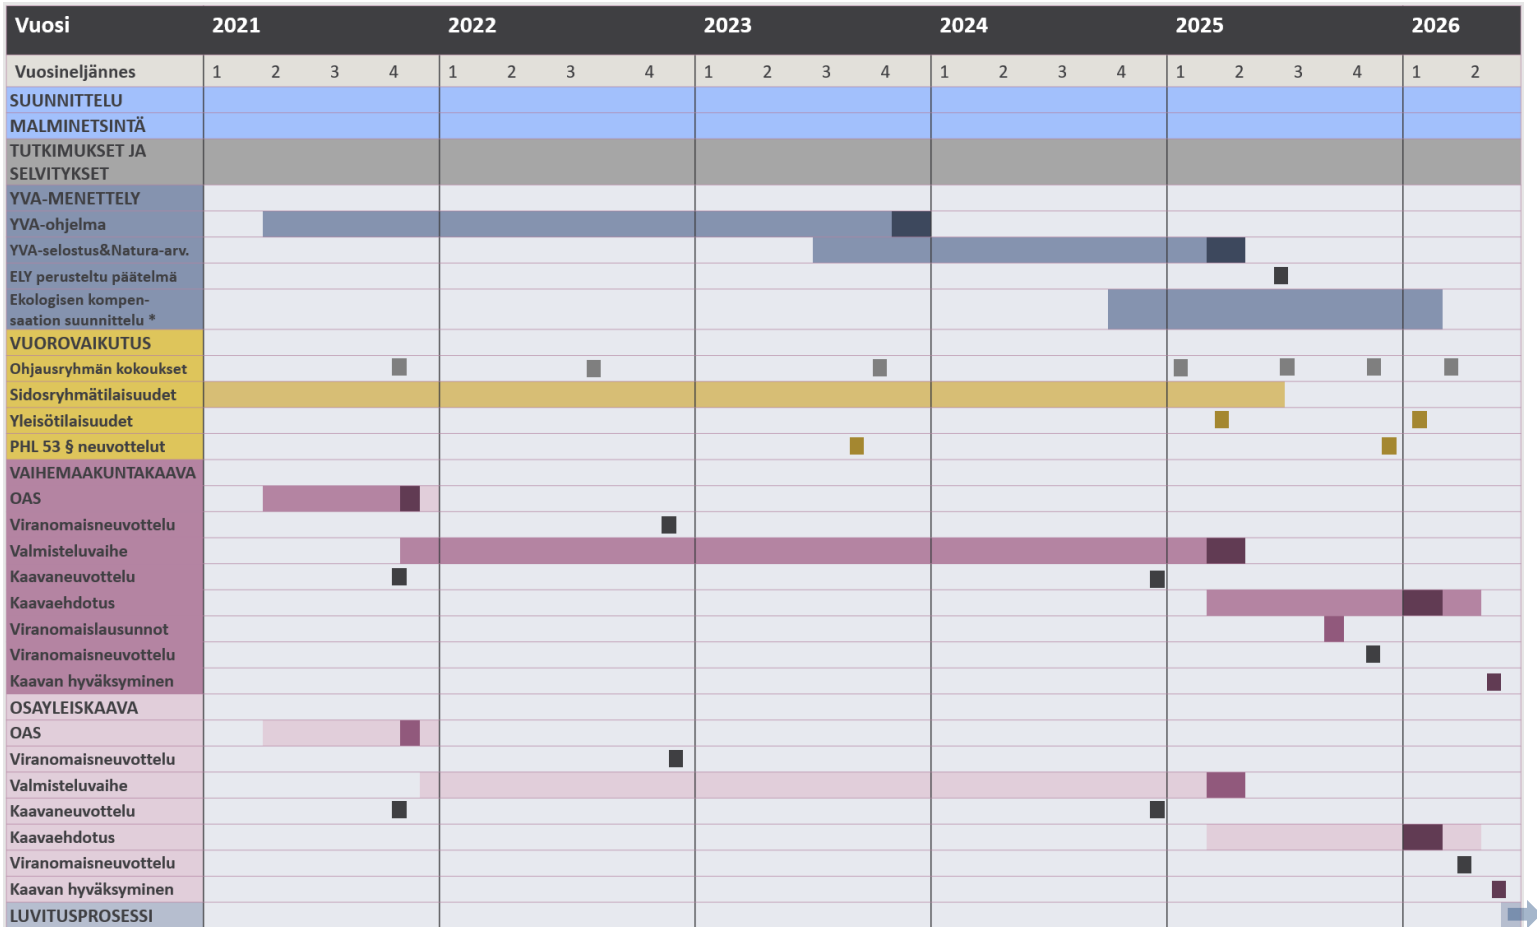 Vuosi 2021 2022 2023 2024 2025 2026
Vuosineljännes 1 2 3 4 1 2 3 4 1 2 3 4 1 2 3 4 1 2 3 4 1 2
SUUNNITTELU
MALMINETSINTÄ
TUTKIMUKSET JA
SELVITYKSET
YVA-MENETTELY
YVA-ohjelma
YVA-selostus&Natura-arv.
ELY perusteltu päätelmä
Ekologisen kompen-
saation suunnittelu *
VUOROVAIKUTUS
Ohjausryhmän kokoukset
Sidosryhmätilaisuudet
Yleisötilaisuudet
PHL 53 § neuvottelut
VAIHEMAAKUNTAKAAVA
OAS
Viranomaisneuvottelu
Valmisteluvaihe
Kaavaneuvottelu
Kaavaehdotus
Viranomaislausunnot
Viranomaisneuvottelu
Kaavan hyväksyminen
OSAYLEISKAAVA
OAS
Viranomaisneuvottelu
Valmisteluvaihe
Kaavaneuvottelu
Kaavaehdotus
Viranomaisneuvottelu
Kaavan hyväksyminen
LUVITUSPROSESSI